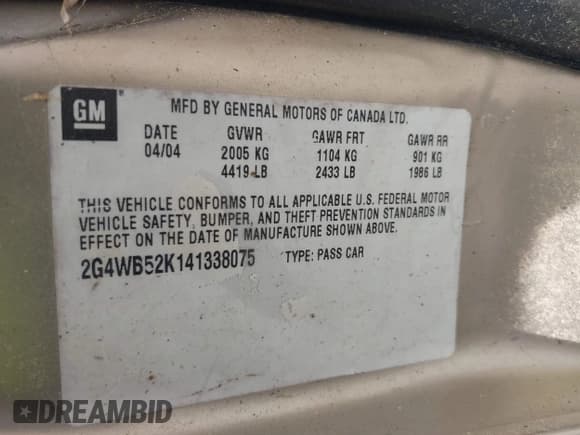 GM
MFD BY GENERAL MOTORS OF CANADA LTD.
DATE GVWR GAWR FRT GAWR RR
04/04 2005 KG 1104 KG 901 KG
4419 LB 2433 LB 1986 LB
THIS VEHICLE CONFORMS TO ALL APPLICABLE U.S. FEDERAL MOTOR
VEHICLE SAFETY, BUMPER, AND THEFT PREVENTION STANDARDS IN
EFFECT ON THE DATE OF MANUFACTURE SHOWN ABOVE.
2G4WB52K141338075 TYPE: PASS CAR
DREAMBID